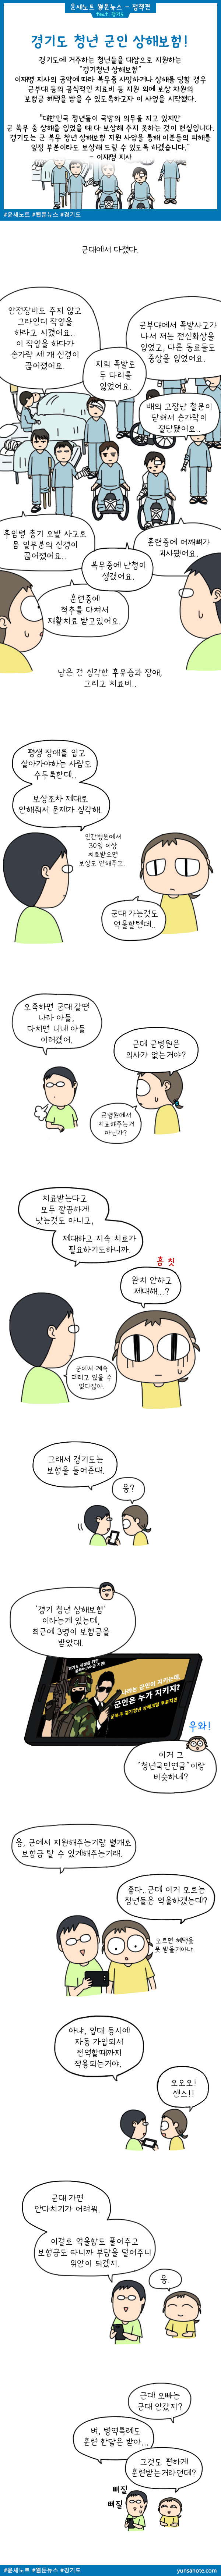 윤새노트 웹툰뉴스 - 정책편
feat. 경기도
경기도 청년 군인 상해보험!
경기도에 거주하는 청년들을 대상으로 지원하는
"경기청년 상해보험"
이재명 지사의 공약에 따라 복무중 사망하거나 상해를 당할 경우
군부대 등의 공식적인 치료비 등 지원 외에 보상 차원의
보험금 혜택을 받을 수 있도록하고자 이 사업을 시작했다.
"대한민국 청년들이 국방의 의무를 지고 있지만
군 복무 중 상해를 입었을 때 다 보상해 주지 못하는 것이 현실입니다.
경기도는 군 복무 청년 상해보험 지원 사업을 통해 이분들의 피해를
일정 부분이라도 보상해 드릴 수 있도록 하겠습니다."
- 이재명 지사
#윤새노트 #웹툰뉴스 #경기도
군대에서 다쳤다.
안전장비도 주지 않고
그라인더 작업을
하라고 시켰어요..
이 작업을 하다가
손가락 세 개 신경이
끊어졌어요.
군부대에서 폭발사고가
나서 저는 전신화상을
입었고, 다른 동료들도
중상을 입었어요.
지뢰 폭발로
두 다리를
잃었어요.
배의 고장난 철문이
닫혀서 손가락이
절단됐어요..
후임병 총기 오발 사고로
몸 일부분의 신경이
끊어졌어요..
훈련중에 어깨뼈가
괴사됐어요.
복무중에 난청이
생겼어요.
훈련중에
척추를 다쳐서
재활치료 받고있어요.
남은 건 심각한 후유증과 장애,
그리고 치료비..
평생 장애를 입고
살아가야하는 사람도
수두룩한데..
보상조차 제대로
안해줘서 문제가 심각해.
민간병원에서
30일 이상
치료받으면
보상도 안해주고..
군대 가는것도
억울할텐데..
오죽하면 군대 갈땐
나라 아들,
다치면 니네 아들
이러겠어.
근데 군병원은
의사가 없는거야?
군병원에서
치료해주는거
아닌가?
치료받는다고
모두 깔끔하게
낫는것도 아니고,
제대하고 지속 치료가
필요하기도하니까.
흠칫
완치 안하고
제대해...?
군에서 계속
데리고 있을 수
없다잖아.
그래서 경기도는
보험을 들어준대.
응?
'경기 청년 상해보험'
이라는게 있는데,
최근에 3명이 보험금을
받았대.
나라는 군인이 지키는데,
군인은 누가 지키지?
군복무 경기청년 상해보험 무료지원
우와!
이거 그
"청년국민연금"이랑
비슷하네?
응, 군에서 지원해주는거랑 별개로
보험금 탈 수 있게해주는거래.
좋다..근데 이거 모르는
청년들은 억울하겠는데?
모르면 혜택을
못 받을거아냐.
아냐, 입대 동시에
자동 가입되서
전역할때까지
적용되는거야.
오오오!
센스!!
군대 가면
안다치기가 어려워.
이걸로 억울함도 풀어주고
보험금도 타니까 부담을 덜어주니
위안이 되겠지.
응.
근데 오빠는
군대 안갔지?
뭐, 병역특례도
훈련 한달은 받아...
그것도 편하게
훈련받는거라던데?
삐질
삐질
#윤새노트 #웹툰뉴스 #경기도
yunsanote.com